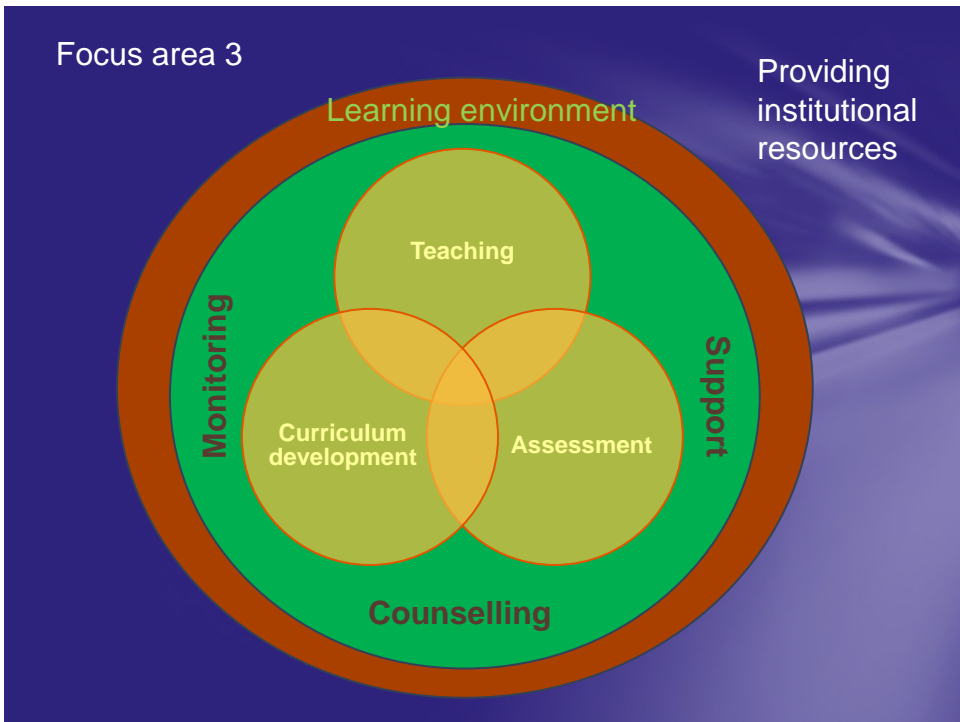 Focus area 3
Providing
institutional
resources
Learning environment
Teaching
Monitoring
Support
Curriculum
development
Assessment
Counselling